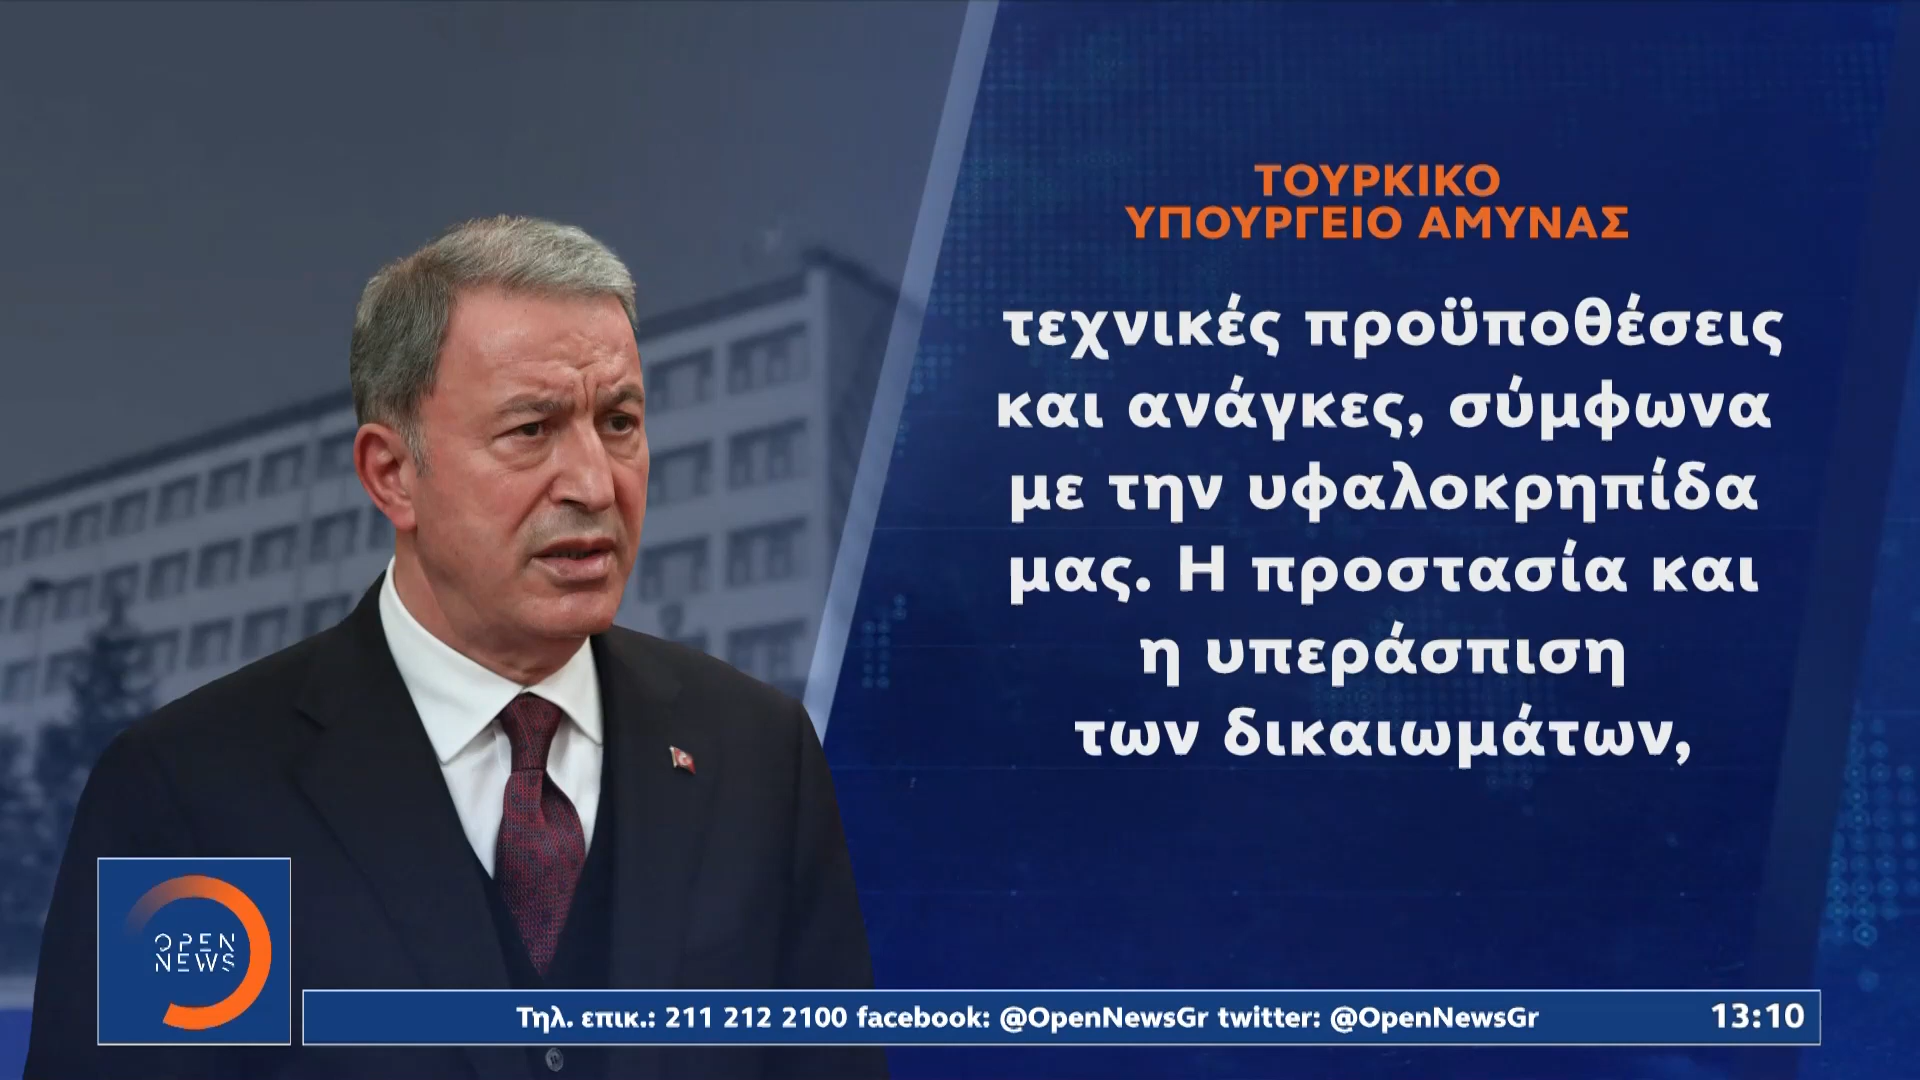 ΤΟΥΡΚΙΚΟ
ΥΠΟΥΡΓΕΙΟ ΑΜΥΝΑΣ
τεχνικές προϋποθέσεις
και ανάγκες, σύμφωνα
με την υφαλοκρηπίδα
μας. Η προστασία και
η υπεράσπιση
των δικαιωμάτων,
OPEN
NEWS
Τηλ. επικ.: 211 212 2100 facebook: @OpenNewsGr twitter: @OpenNewsGr
13:10